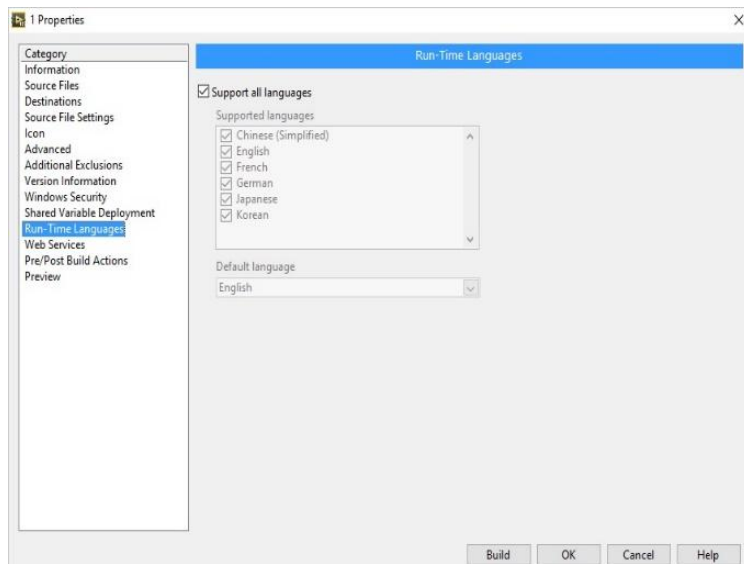 1 Properties
Category
Information
Source Files
Destinations
Source File Settings
Icon
Advanced
Additional Exclusions
Version Information
Windows Security
Shared Variable Deployment
Run-Time Languages
Web Services
Pre/Post Build Actions
Preview
Run-Time Languages
Support all languages
Supported languages
Chinese (Simplified)
English
French
German
Japanese
Korean
Default language
English
Build OK Cancel Help